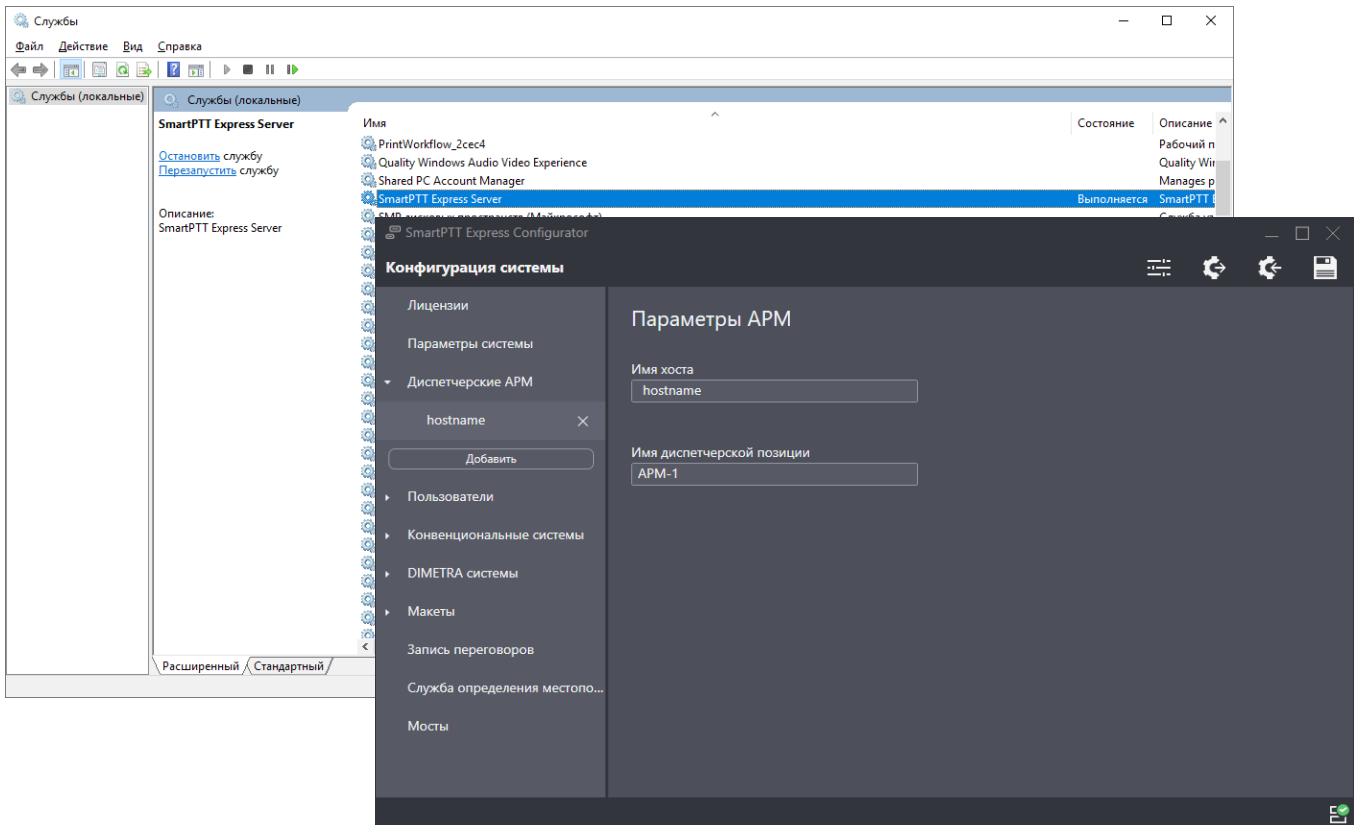 Службы
Файл Действие Вид Справка
Службы (локальные)
Службы (локальные)
SmartPTT Express Server
Остановить службу
Перезапустить службу
Описание:
SmartPTT Express Server
Имя Состояние Описание
PrintWorkflow_2cec4 Рабочий п
Quality Windows Audio Video Experience Quality Wir
Shared PC Account Manager Manages p
SmartPTT Express Server Выполняется SmartPTT E
Расширенный Стандартный
SmartPTT Express Configurator
Конфигурация системы
Лицензии
Параметры системы
Диспетчерские АРМ
hostname
Добавить
Пользователи
Конвенциональные системы
DIMETRA системы
Макеты
Запись переговоров
Служба определения местопо...
Мосты
Параметры АРМ
Имя хоста
hostname
Имя диспетчерской позиции
АРМ-1